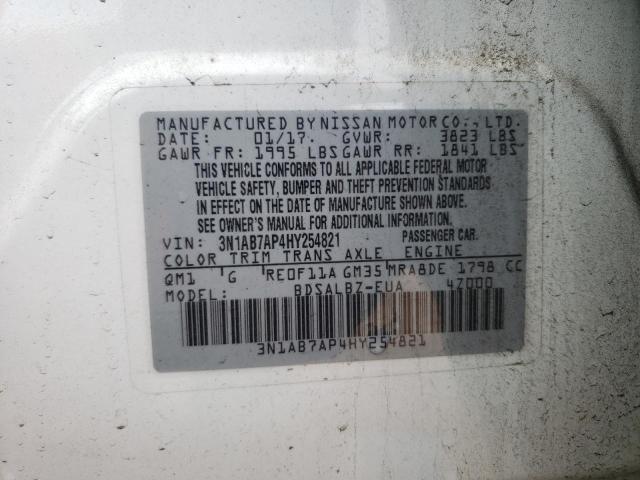 MANUFACTURED BY NISSAN MOTOR CO., LTD.
DATE: 01/17. GVWR: 3823 LBS
GAWR FR: 1995 LBS GAWR RR: 1841 LBS
THIS VEHICLE CONFORMS TO ALL APPLICABLE FEDERAL MOTOR
VEHICLE SAFETY, BUMPER AND THEFT PREVENTION STANDARDS
IN EFFECT ON THE DATE OF MANUFACTURE SHOWN ABOVE.
SEE OWNER'S MANUAL FOR ADDITIONAL INFORMATION.
VIN: 3N1AB7AP4HY254821 PASSENGER CAR.
COLOR TRIM TRANS AXLE ENGINE
QM1 G RE0F11A GM35 MRA8DE 1798 CC
MODEL: BDSALBZ-EUA 4Z000
3N1AB7AP4HY254821